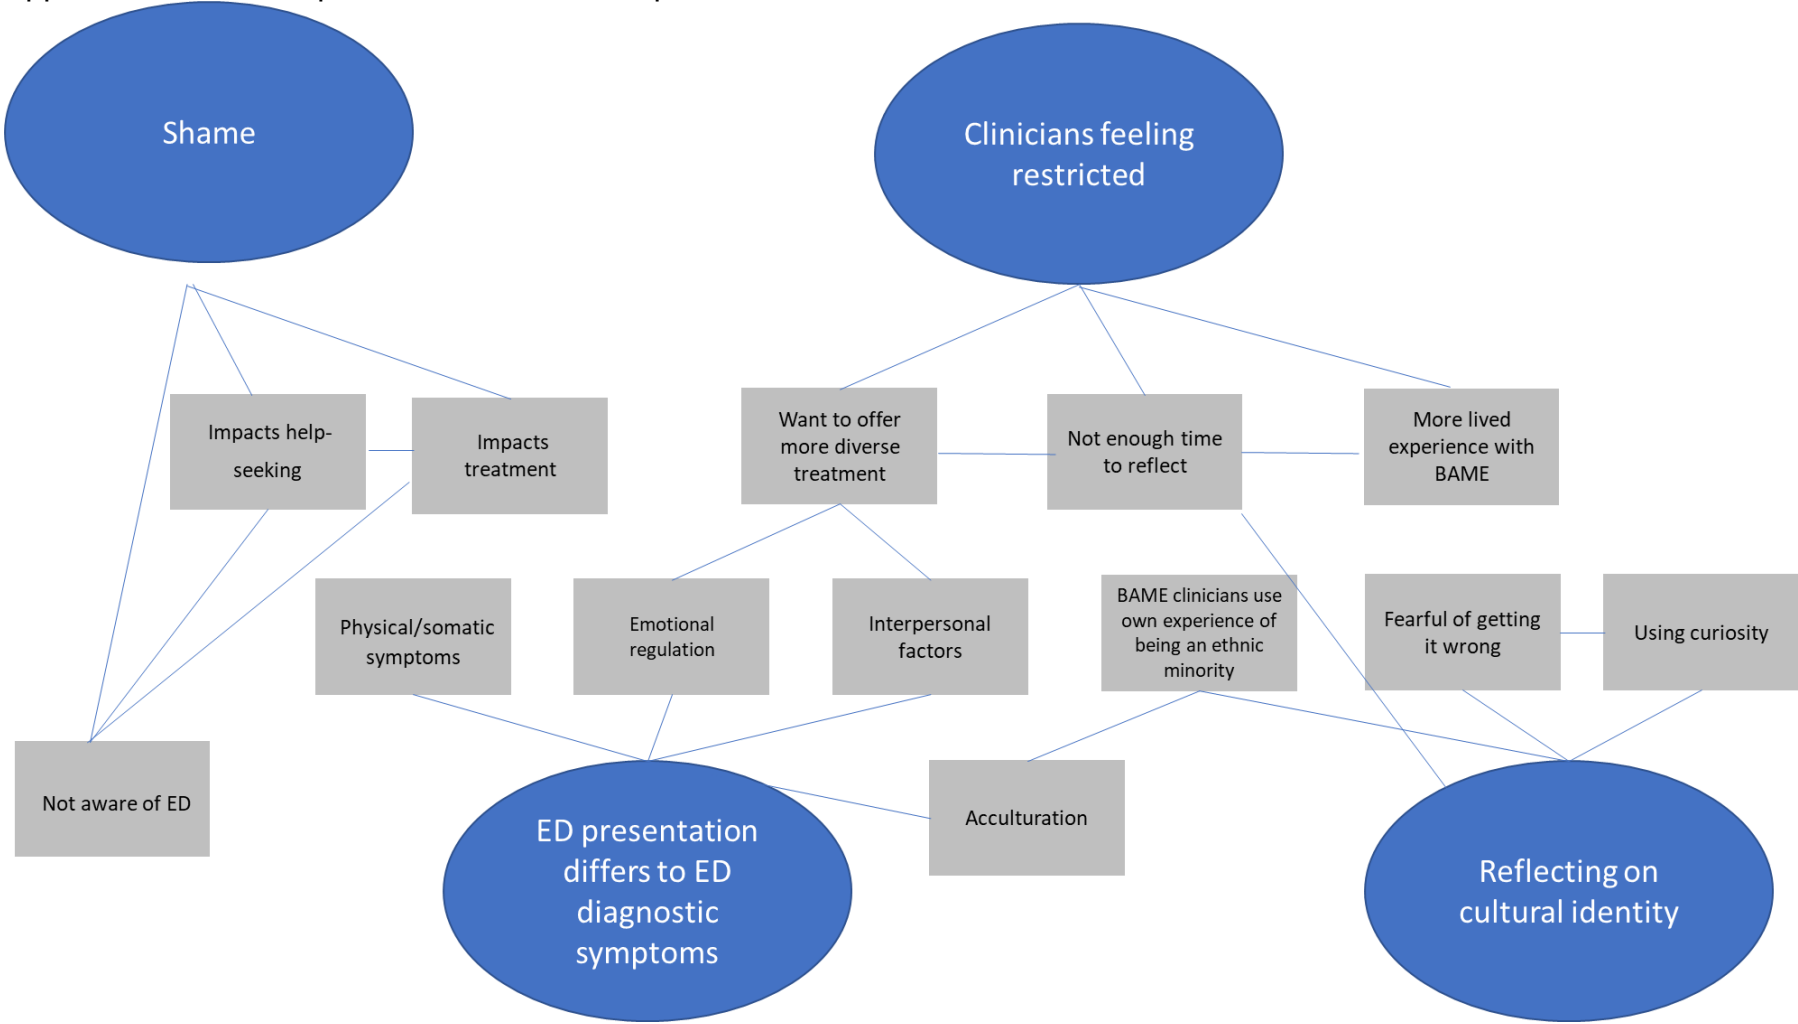 Shame
Clinicians feeling
restricted
Impacts help-
seeking
Impacts
treatment
Want to offer
more diverse
treatment
Not enough time
to reflect
More lived
experience with
BAME
Physical/somatic
symptoms
Emotional
regulation
Interpersonal
factors
BAME clinicians use
own experience of
being an ethnic
minority
Fearful of getting
it wrong
Using curiosity
Not aware of ED
ED presentation
differs to ED
diagnostic
symptoms
Acculturation
Reflecting on
cultural identity